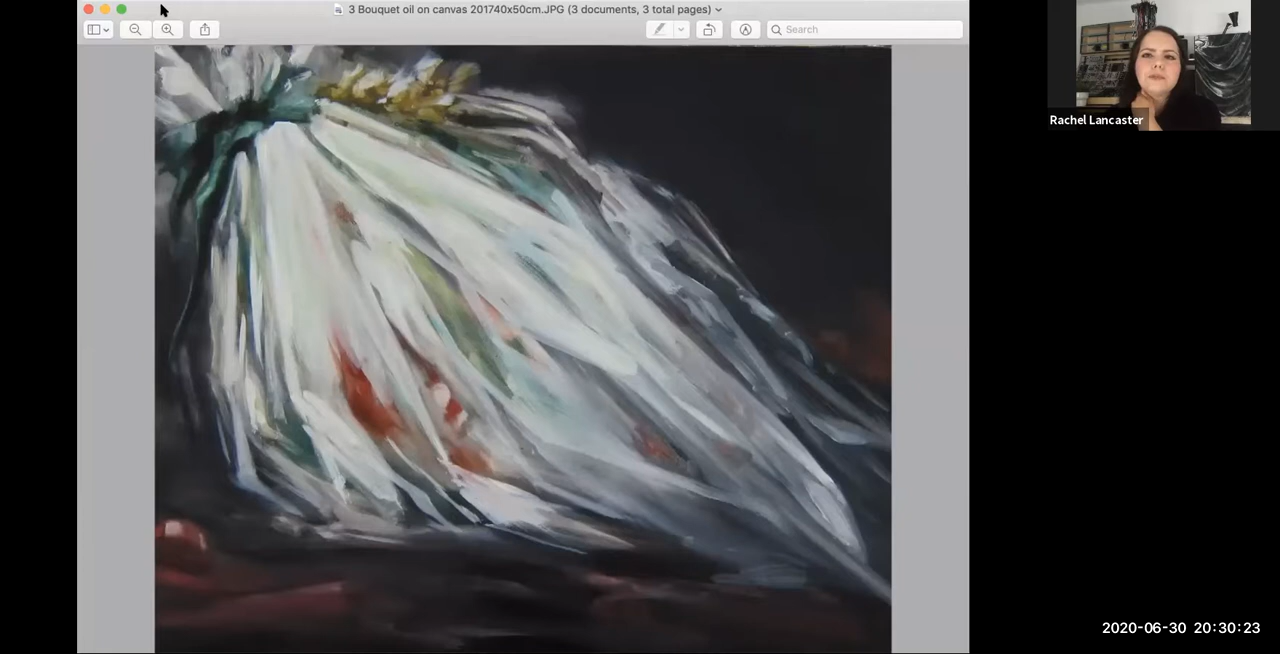 3 Bouquet oil on canvas 201740x50cm.JPG (3 documents, 3 total pages)
Search
Rachel Lancaster
2020-06-30 20:30:23